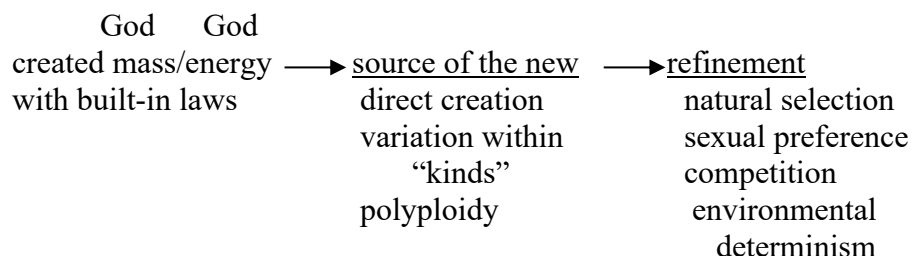 God God
created mass/energy source of the new refinement
with built-in laws direct creation natural selection
variation within sexual preference
“kinds” competition
polyploidy environmental
determinism